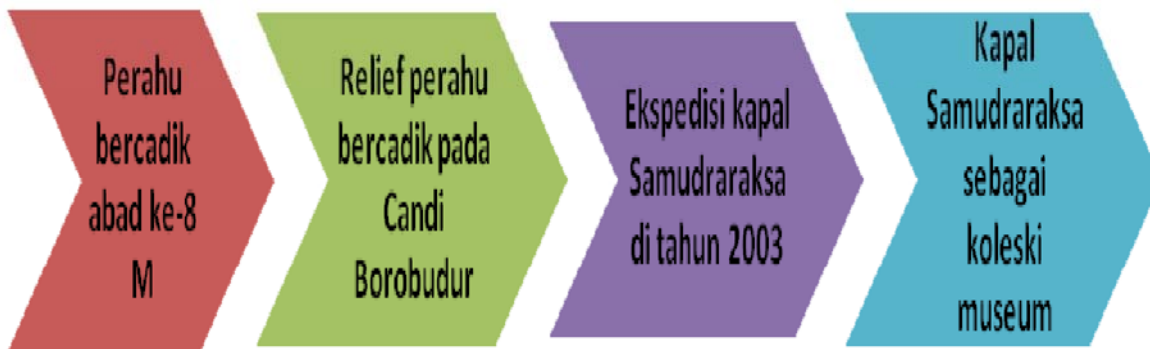 Perahu
bercadik
abad ke-8
M
Relief perahu
bercadik pada
Candi
Borobudur
Ekspedisi kapal
Samudraraksa
di tahun 2003
Kapal
Samudraraksa
sebagai
koleski
museum